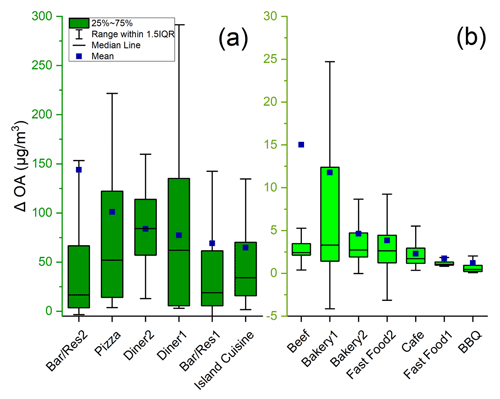 (a)
25%~75%
Range within 1.5IQR
Median Line
Mean
Δ OA (µg/m³)
300
250
200
150
100
50
0
Bar/Res2
Pizza
Diner2
Diner1
Bar/Res1
Island Cuisine
(b)
30
25
20
15
10
5
0
-5
Beef
Bakery1
Bakery2
Fast Food2
Cafe
Fast Food1
BBQ